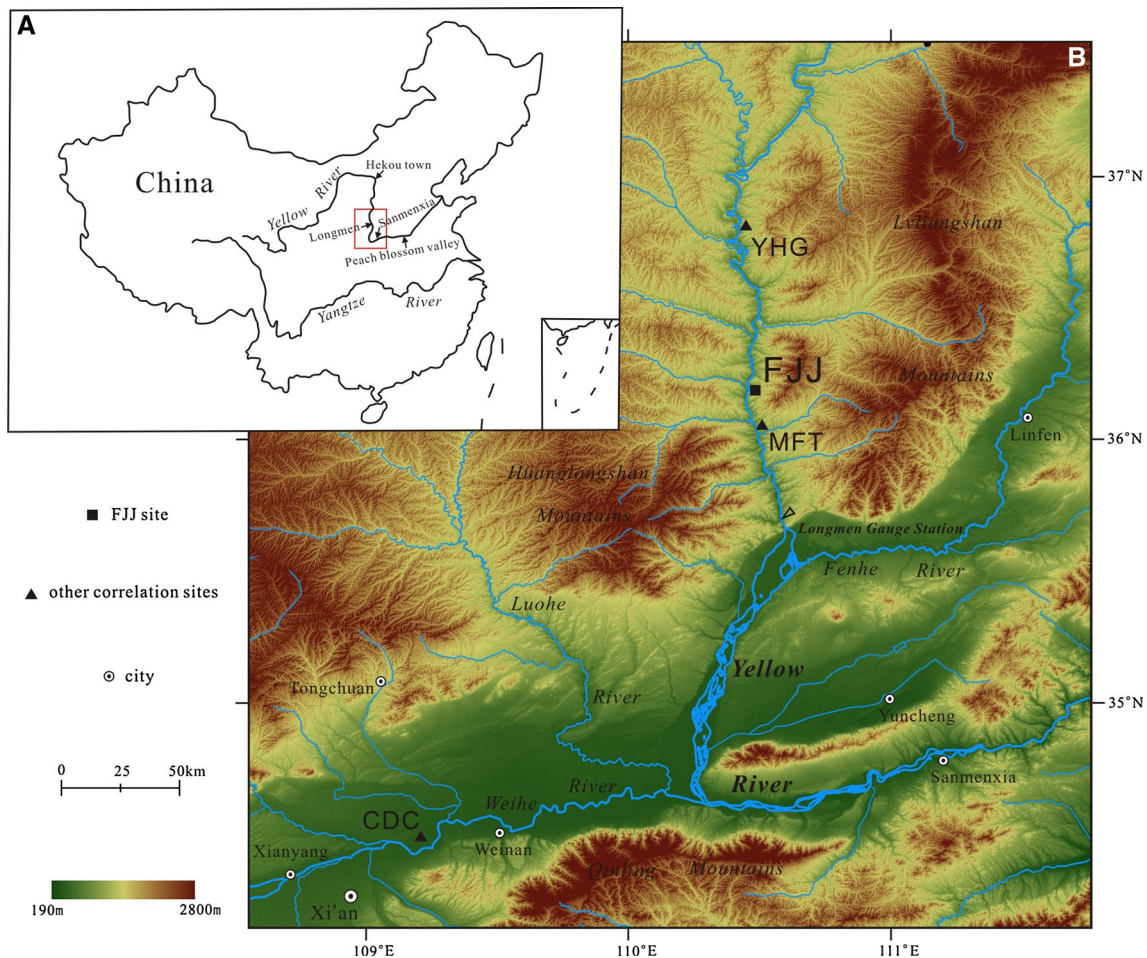 A
China
Hekou town
Yellow River
Longmen
Sanmenxia
Peach blossom valley
Yangtze River
B
37°N
Lvliangshan
YHG
FJJ
Mountains
MFT
36°N
Linfen
Huanglongshan
Mountains
Longmen Gauge Station
Fenhe River
Luohe
River
Yellow
Tongchuan
35°N
Yuncheng
River
Sanmenxia
Weihe River
CDC
Weinan
Xianyang
Qinling Mountains
Xi'an
109°E
110°E
111°E
FJJ site
other correlation sites
city
0 25 50km
190m 2800m